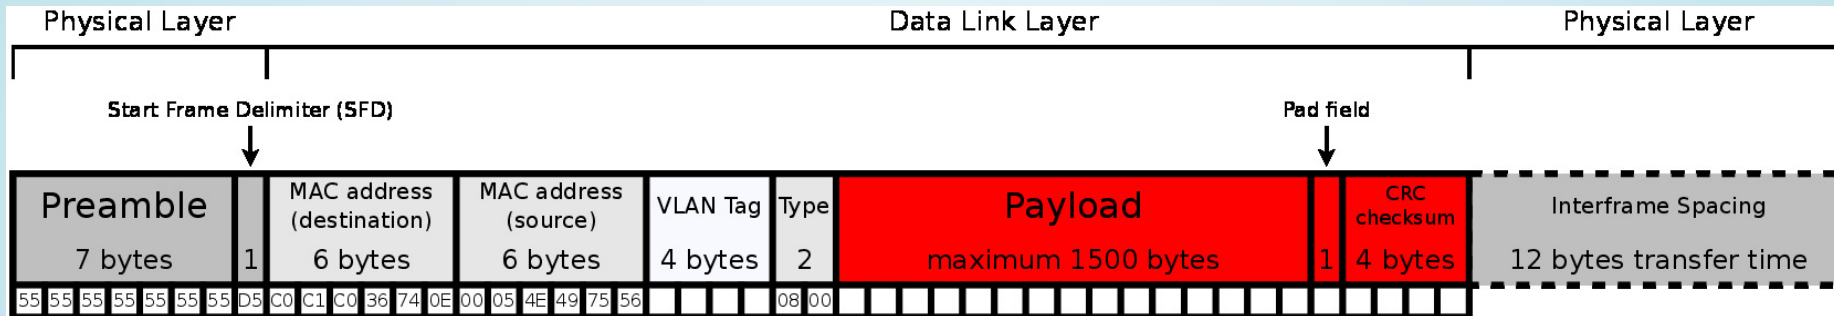 Physical Layer Data Link Layer Physical Layer
Start Frame Delimiter (SFD) Pad field
Preamble
7 bytes
1
MAC address
(destination)
6 bytes
MAC address
(source)
6 bytes
VLAN Tag
4 bytes
Type
2
Payload
maximum 1500 bytes
1
CRC
checksum
4 bytes
Interframe Spacing
12 bytes transfer time
55 55 55 55 55 55 55 D5 C0 C1 C0 36 74 0E 00 05 4E 49 75 56 08 00